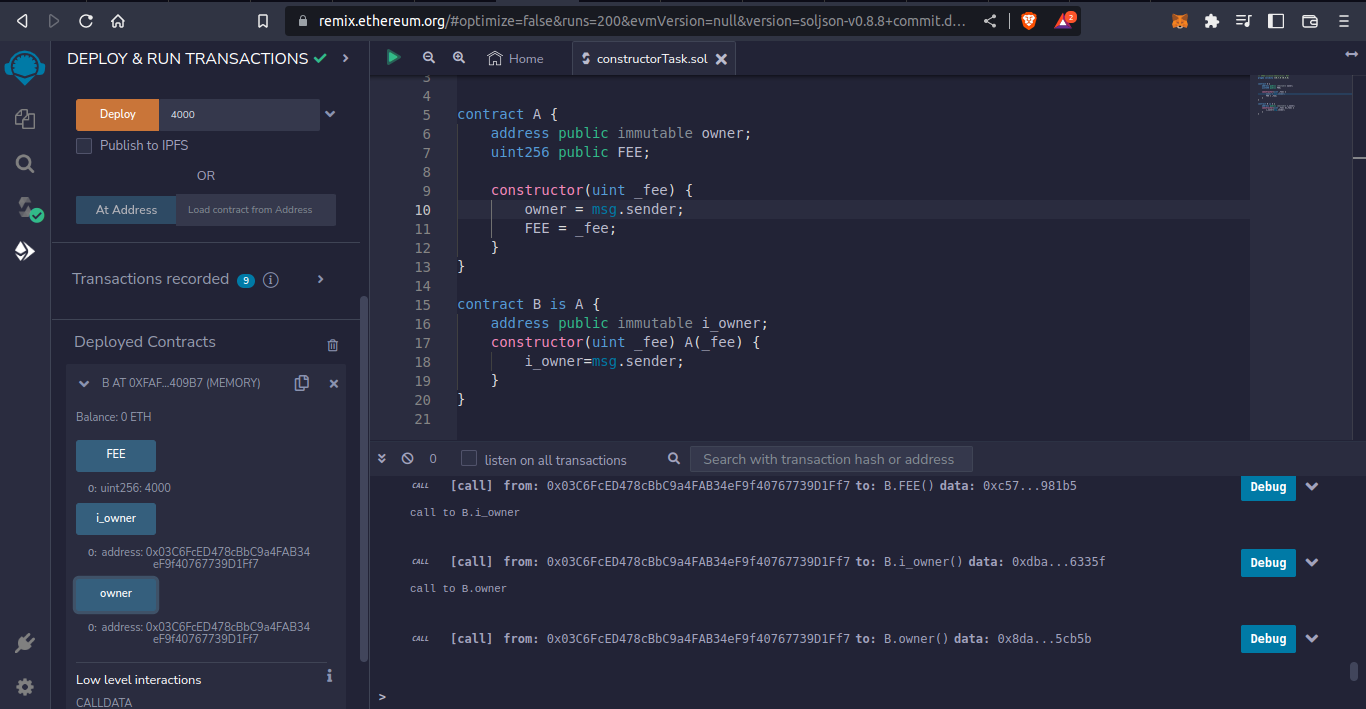 remix.ethereum.org/#optimize=false&runs=200&evmVersion=null&version=soljson-v0.8.8+commit.d...
2
DEPLOY & RUN TRANSACTIONS
Deploy 4000
Publish to IPFS
OR
At Address Load contract from Address
Transactions recorded 9 i
Deployed Contracts
B AT 0XFAF...409B7 (MEMORY)
Balance: 0 ETH
FEE
0: uint256: 4000
i_owner
0: address: 0x03C6FcED478cBbC9a4FAB34
eF9f40767739D1Ff7
owner
0: address: 0x03C6FcED478cBbC9a4FAB34
eF9f40767739D1Ff7
Low level interactions i
CALLDATA
Home constructorTask.sol
3
4
5 contract A {
6 address public immutable owner;
7 uint256 public FEE;
8
9 constructor(uint _fee) {
10 owner = msg.sender;
11 FEE = _fee;
12 }
13 }
14
15 contract B is A {
16 address public immutable i_owner;
17 constructor(uint _fee) A(_fee) {
18 i_owner=msg.sender;
19 }
20 }
21
0 listen on all transactions Search with transaction hash or address
CALL [call] from: 0x03C6FcED478cBbC9a4FAB34eF9f40767739D1Ff7 to: B.FEE() data: 0xc57...981b5 Debug
call to B.i_owner
CALL [call] from: 0x03C6FcED478cBbC9a4FAB34eF9f40767739D1Ff7 to: B.i_owner() data: 0xdba...6335f Debug
call to B.owner
CALL [call] from: 0x03C6FcED478cBbC9a4FAB34eF9f40767739D1Ff7 to: B.owner() data: 0x8da...5cb5b Debug
>